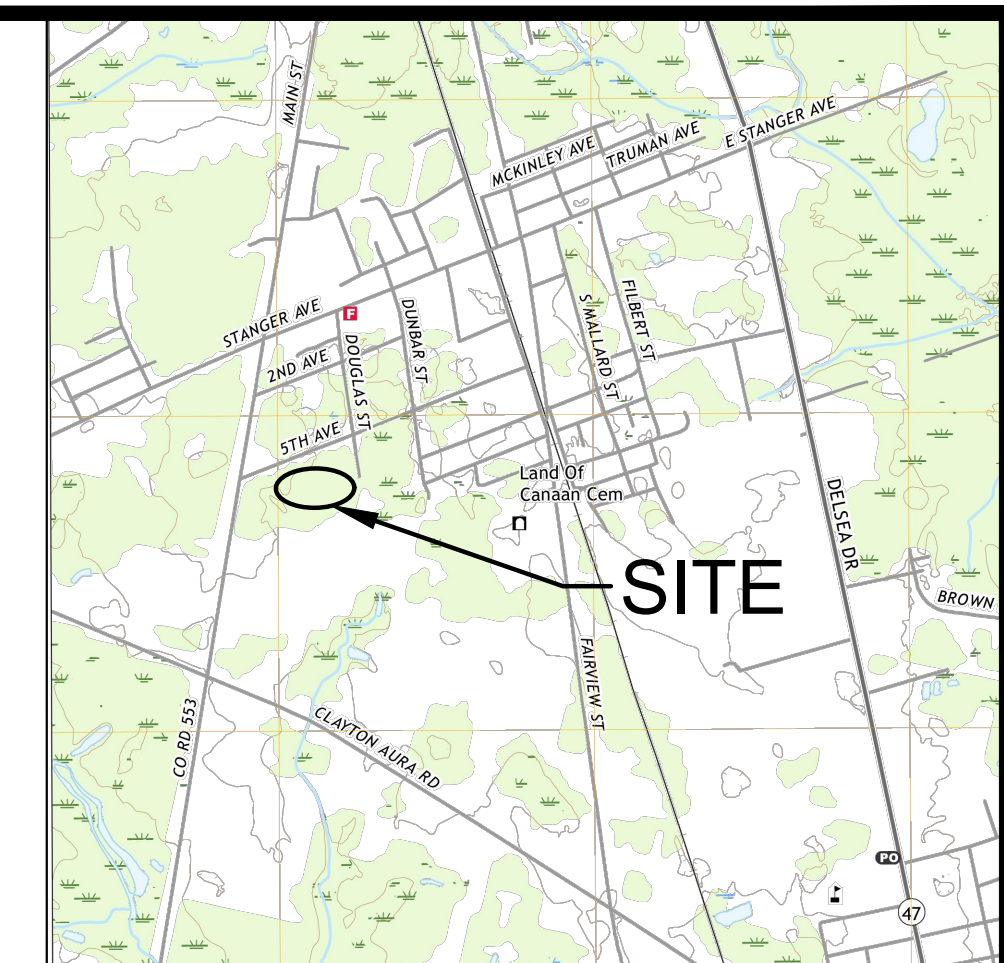 MAIN ST
MCKINLEY AVE
TRUMAN AVE
E STANGER AVE
STANGER AVE
F
2ND AVE
DOUGLAS ST
DUNBAR ST
S MALLARD ST
FILBERT ST
5TH AVE
Land Of
Canaan Cem
DELSEA DR
SITE
BROWN
FAIRVIEW ST
CO RD 553
CLAYTON AURA RD
PO
47